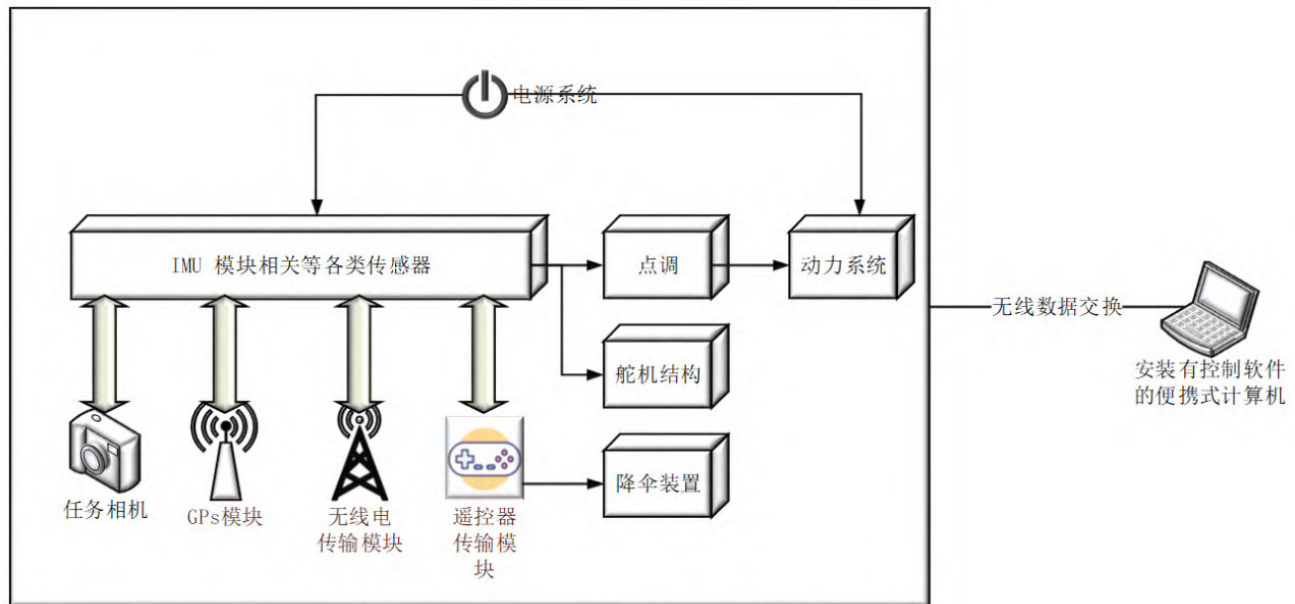 电源系统
IMU 模块相关等各类传感器
点调
动力系统
无线数据交换
舵机结构
安装有控制软件
的便携式计算机
降伞装置
任务相机
GPs模块
无线电
传输模块
遥控器
传输模
块